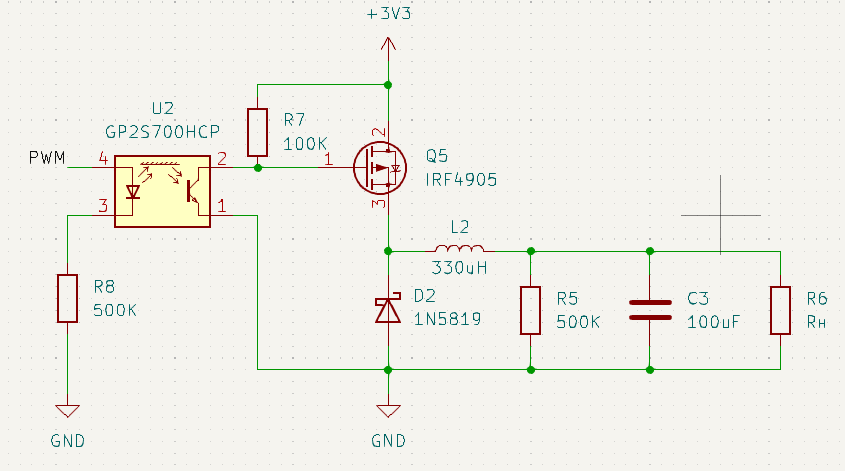 +3V3
U2
GP2S700HCP
R7
100K
PWM
4
2
1
2
Q5
IRF4905
3
1
3
L2
330uH
R8
500K
D2
1N5819
R5
500K
C3
100uF
R6
Rн
GND
GND